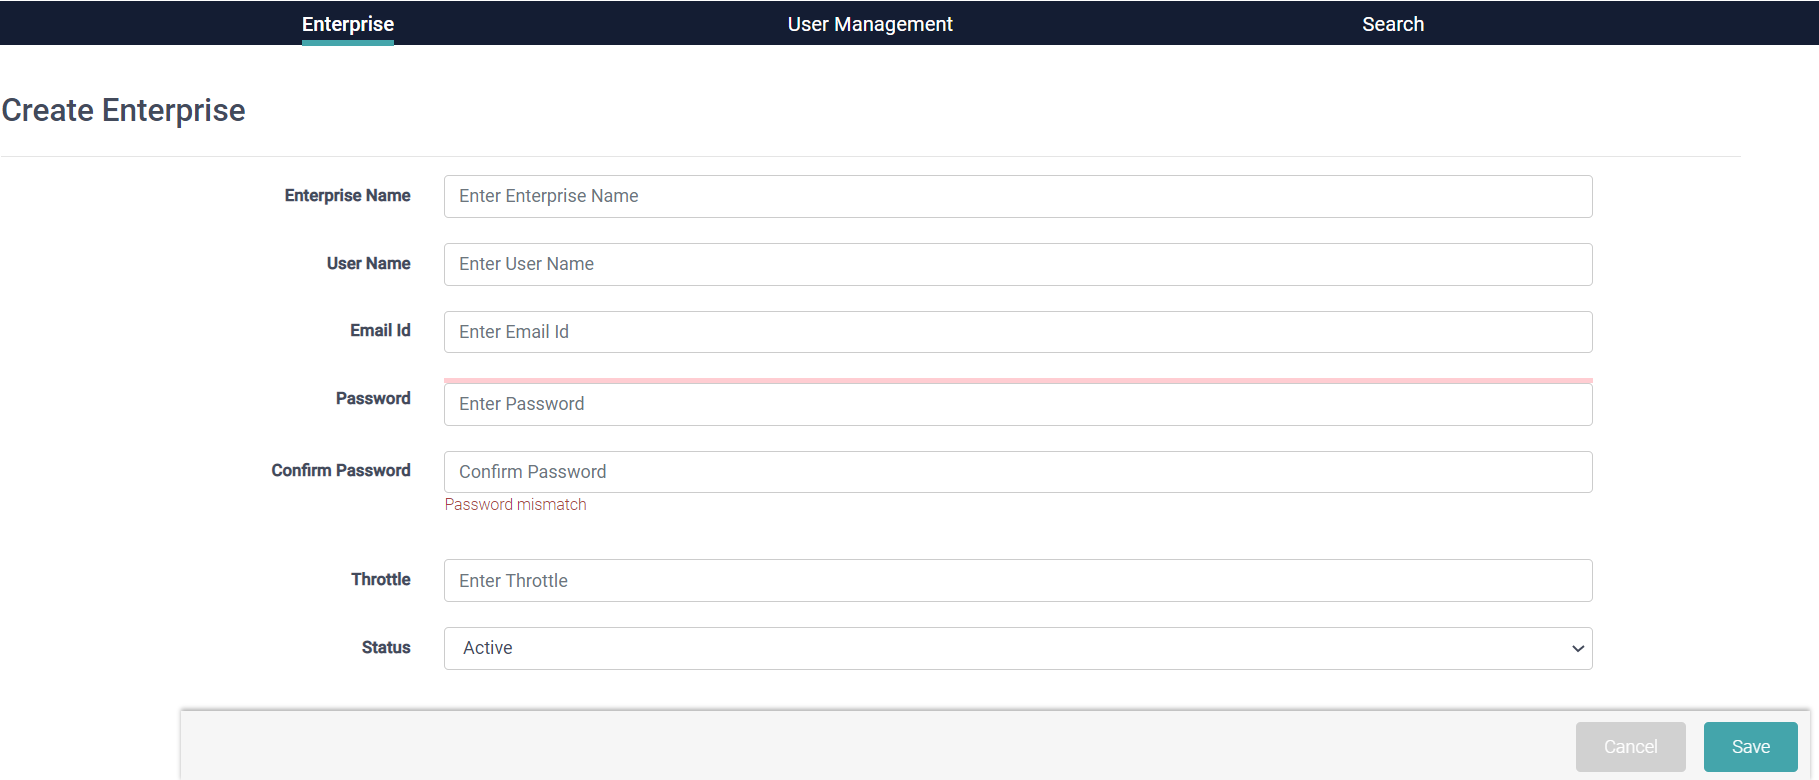 Enterprise User Management Search
Create Enterprise
Enterprise Name Enter Enterprise Name
User Name Enter User Name
Email Id Enter Email Id
Password Enter Password
Confirm Password Confirm Password
Password mismatch
Throttle Enter Throttle
Status Active
Cancel Save